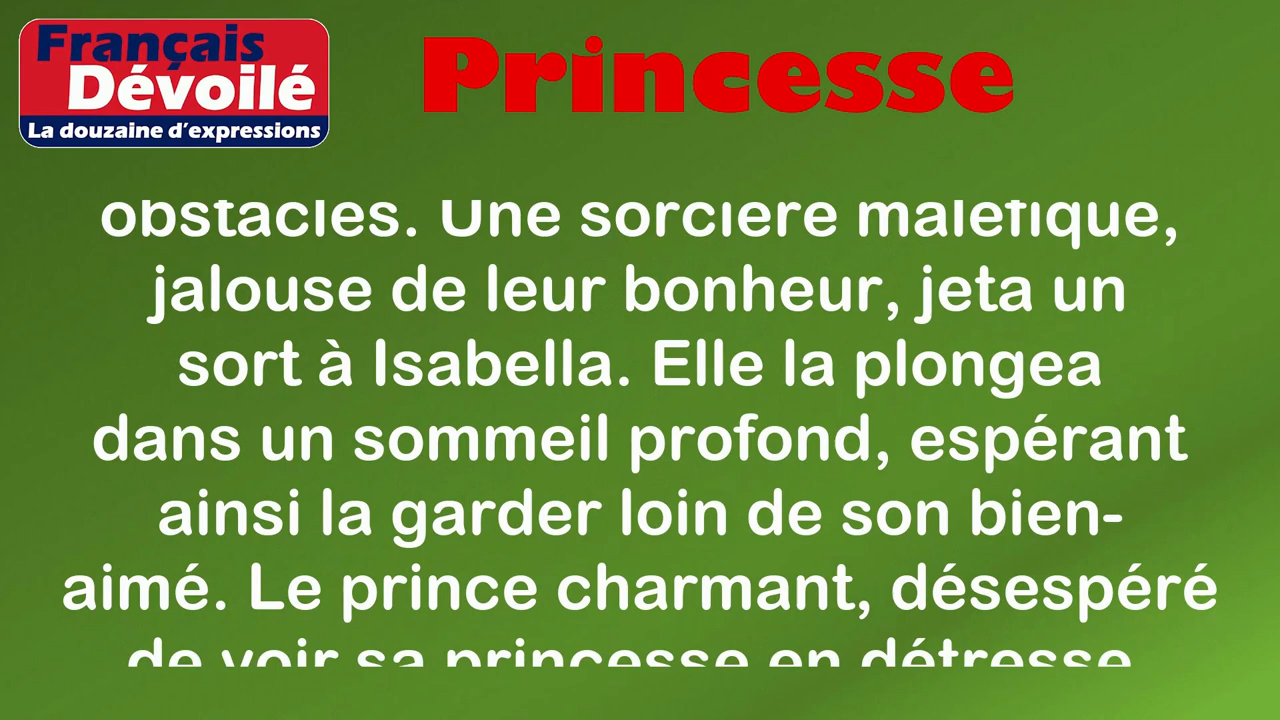 Français
Dévoilé
La douzaine d'expressions
Princesse
obstacles. Une sorcière maléfique,
jalouse de leur bonheur, jeta un
sort à Isabella. Elle la plongea
dans un sommeil profond, espérant
ainsi la garder loin de son bien-
aimé. Le prince charmant, désespéré
de voir sa princesse en détresse